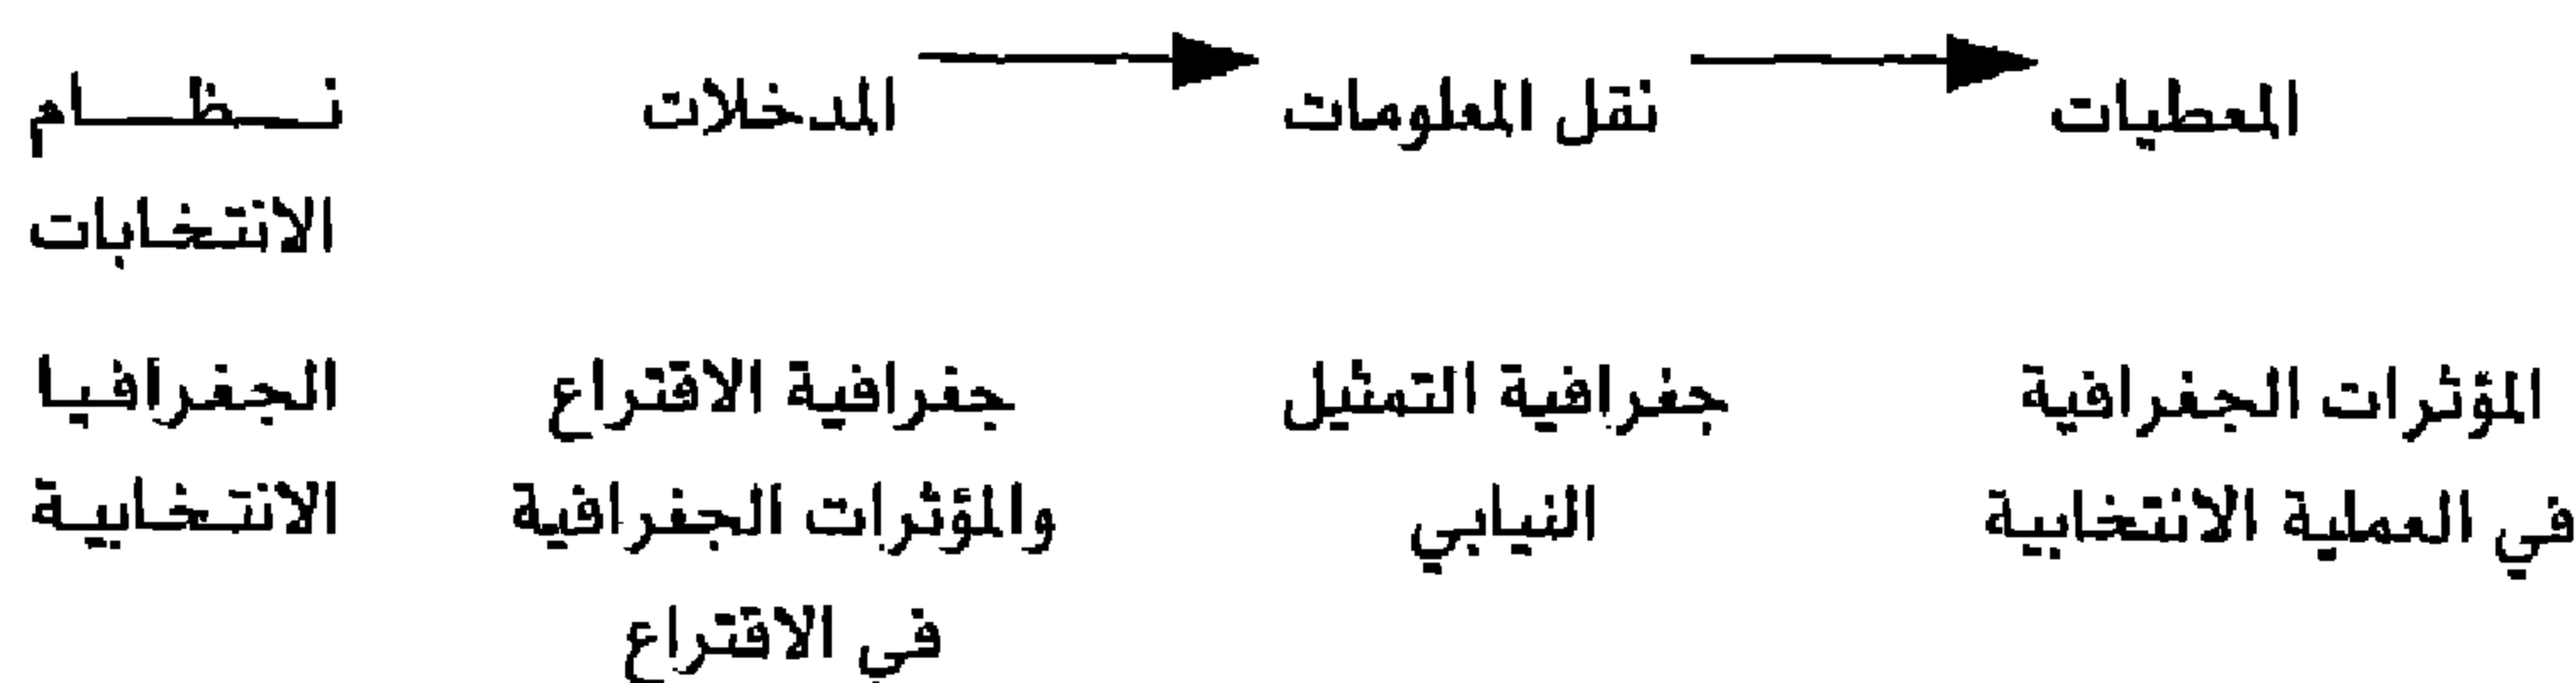 المعطيات ← نقل المعلومات ← المدخلات نـــظـــــام
الانتخابات
المؤثرات الجغرافية جغرافية التمثيل جغرافية الاقتراع الجغرافيا
في العملية الانتخابية النيابي والمؤثرات الجغرافية الانتخابية
في الاقتراع